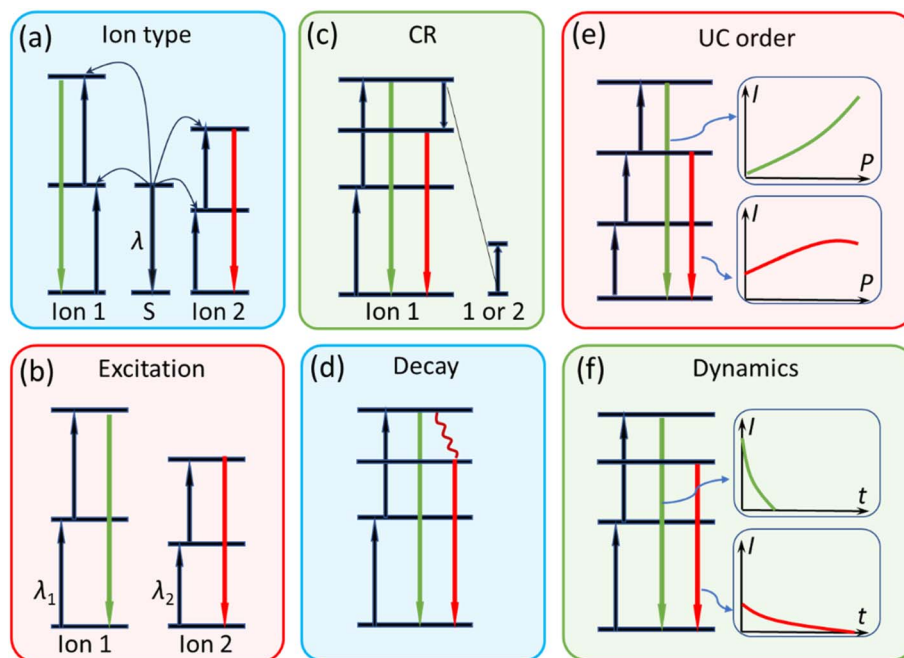 (a) Ion type
λ
Ion 1 S Ion 2
(c) CR
Ion 1 1 or 2
(e) UC order
I
P
I
P
(b) Excitation
λ1 λ2
Ion 1 Ion 2
(d) Decay
(f) Dynamics
I
t
I
t